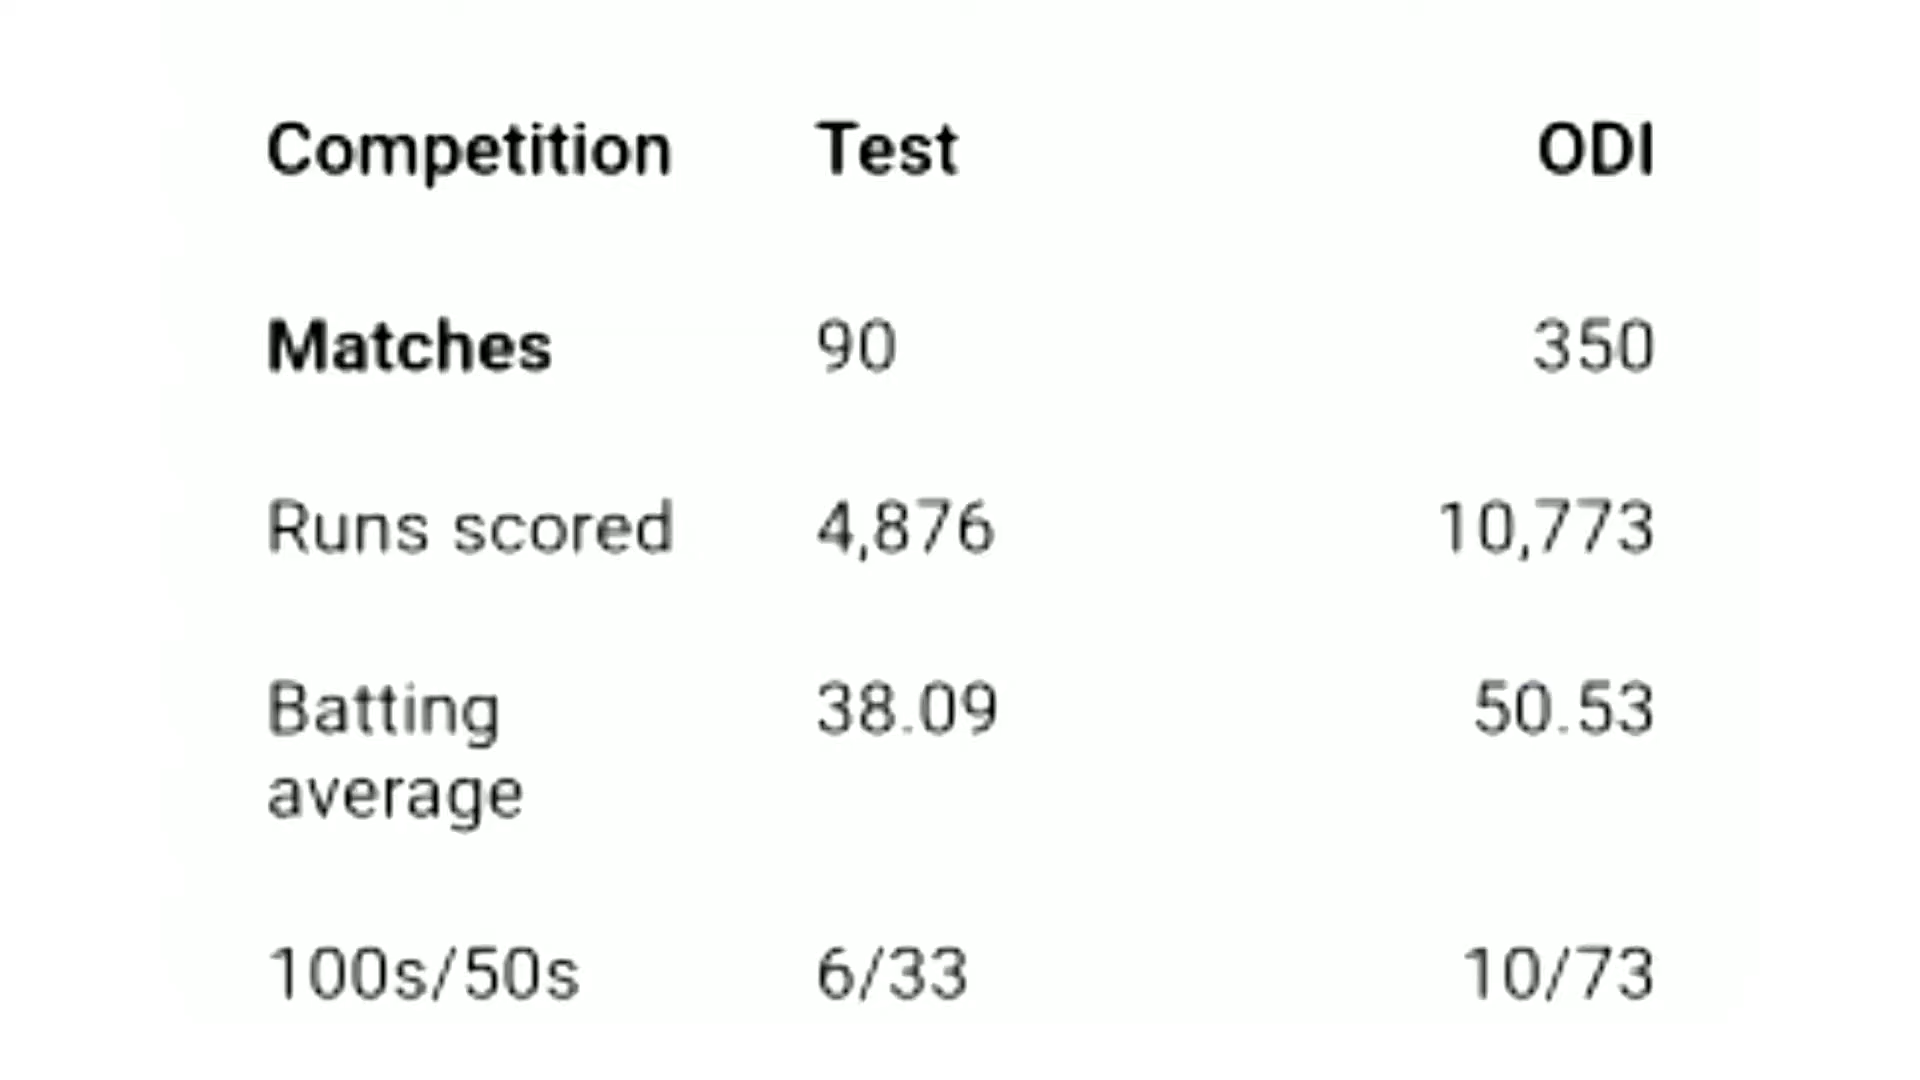 Competition Test ODI
Matches 90 350
Runs scored 4,876 10,773
Batting 38.09 50.53
average
100s/50s 6/33 10/73